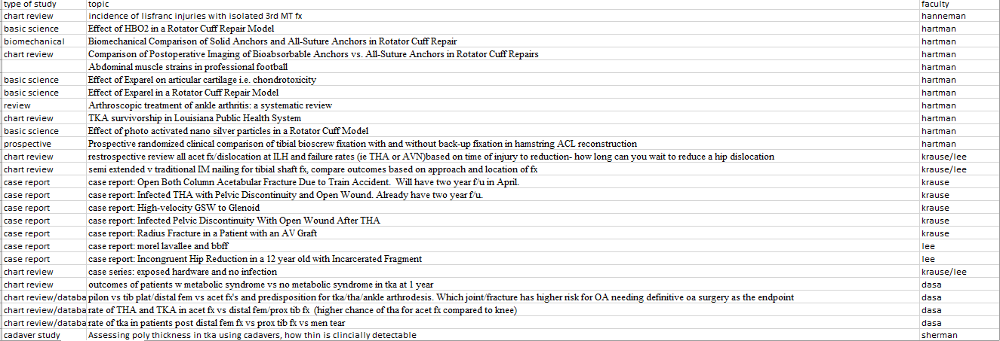 type of study topic faculty
chart review incidence of lisfranc injuries with isolated 3rd MT fx hanneman
basic science Effect of HBO2 in a Rotator Cuff Repair Model hartman
biomechanical Biomechanical Comparison of Solid Anchors and All-Suture Anchors in Rotator Cuff Repair hartman
chart review Comparison of Postoperative Imaging of Bioabsorbable Anchors vs. All-Suture Anchors in Rotator Cuff Repairs hartman
Abdominal muscle strains in professional football hartman
basic science Effect of Exparel on articular cartilage i.e. chondrotoxicity hartman
basic science Effect of Exparel in a Rotator Cuff Repair Model hartman
review Arthroscopic treatment of ankle arthritis: a systematic review hartman
chart review TKA survivorship in Louisiana Public Health System hartman
basic science Effect of photo activated nano silver particles in a Rotator Cuff Model hartman
prospective Prospective randomized clinical comparison of tibial bioscrew fixation with and without back-up fixation in hamstring ACL reconstruction hartman
chart review restrospective review all acet fx/dislocation at ILH and failure rates (ie THA or AVN)based on time of injury to reduction- how long can you wait to reduce a hip dislocation krause/lee
chart review semi extended v traditional IM nailing for tibial shaft fx, compare outcomes based on approach and location of fx krause/lee
case report case report: Open Both Column Acetabular Fracture Due to Train Accident. Will have two year f/u in April. krause
case report case report: Infected THA with Pelvic Discontinuity and Open Wound. Already have two year f/u. krause
case report case report: High-velocity GSW to Glenoid krause
case report case report: Infected Pelvic Discontinuity With Open Wound After THA krause
case report case report: Radius Fracture in a Patient with an AV Graft krause
case report case report: morel lavallee and bbff lee
case report case report: Incongruent Hip Reduction in a 12 year old with Incarcerated Fragment lee
chart review case series: exposed hardware and no infection krause/lee
chart review outcomes of patients w metabolic syndrome vs no metabolic syndrome in tka at 1 year dasa
chart review/databa pilon vs tib plat/distal fem vs acet fx's and predisposition for tka/tha/ankle arthrodesis. Which joint/fracture has higher risk for OA needing definitive oa surgery as the endpoint dasa
chart review/databa rate of THA and TKA in acet fx vs distal fem/prox tib fx (higher chance of tha for acet fx compared to knee) dasa
chart review/databa rate of tka in patients post distal fem fx vs prox tib fx vs men tear dasa
cadaver study Assessing poly thickness in tka using cadavers, how thin is clincially detectable sherman